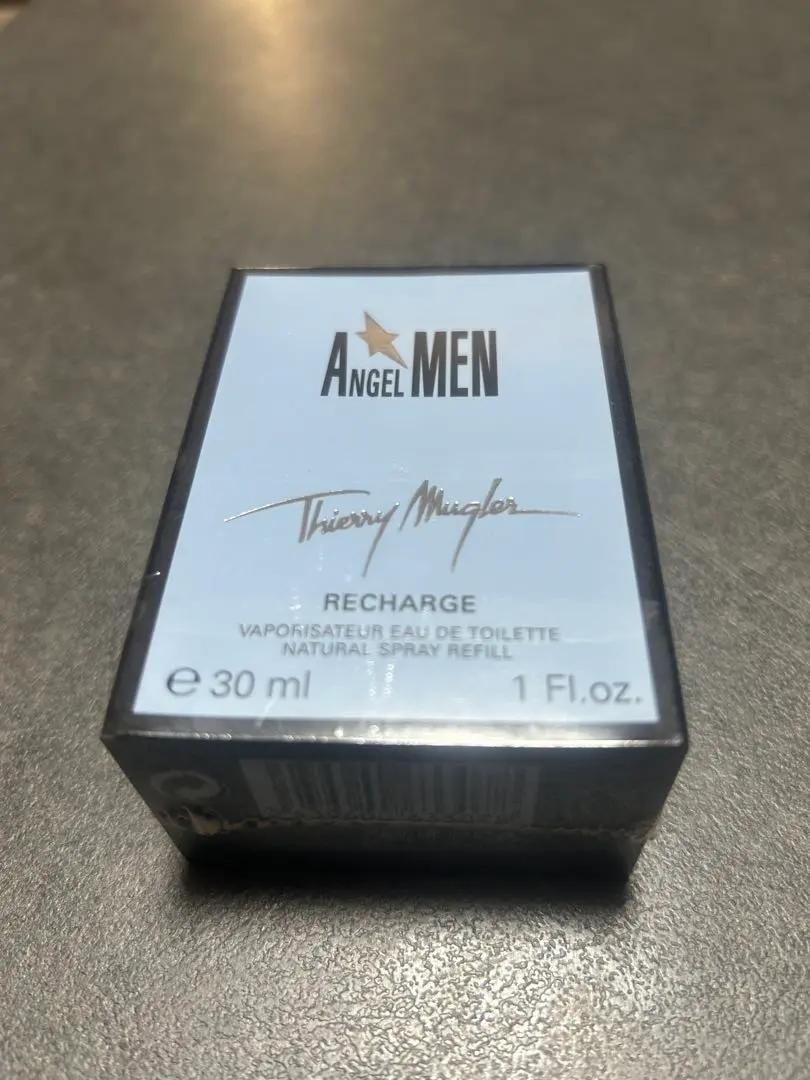 ANGEL MEN
Thierry Mugler
RECHARGE
VAPORISATEUR EAU DE TOILETTE
NATURAL SPRAY REFILL
℮ 30 ml 1 Fl.oz.